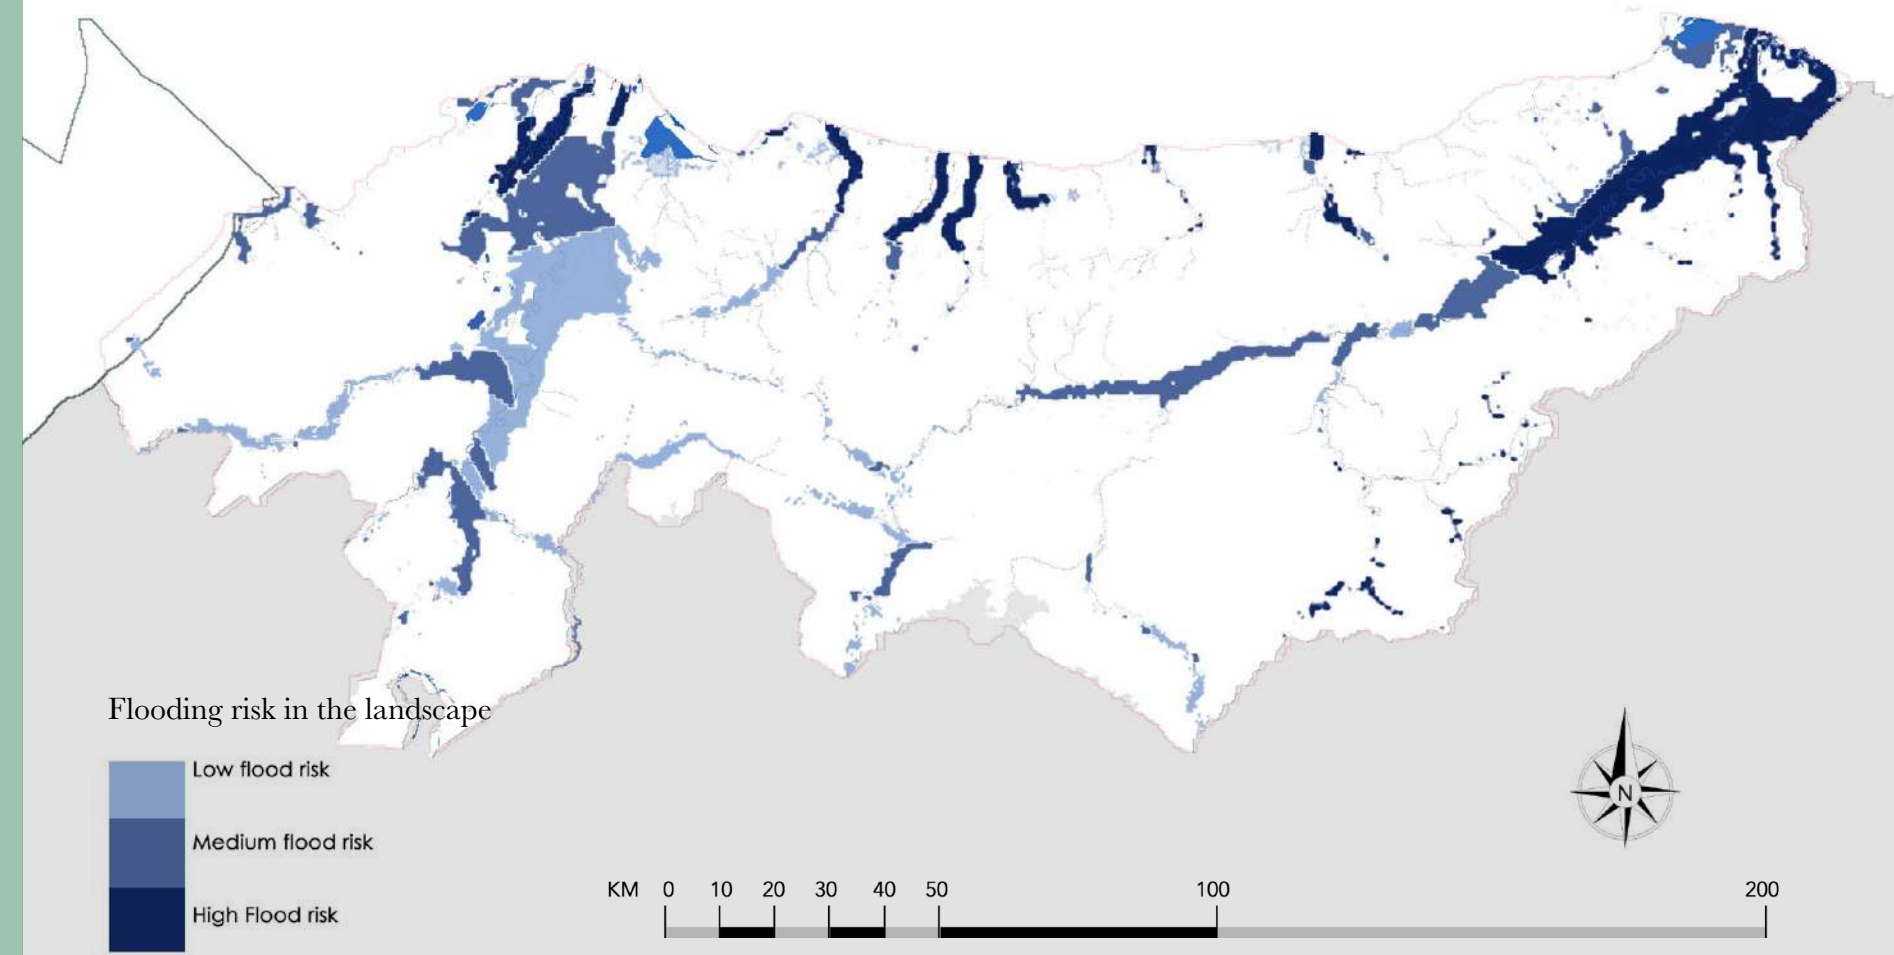 Flooding risk in the landscape
Low flood risk
Medium flood risk
High Flood risk
KM 0 10 20 30 40 50 100 200
N